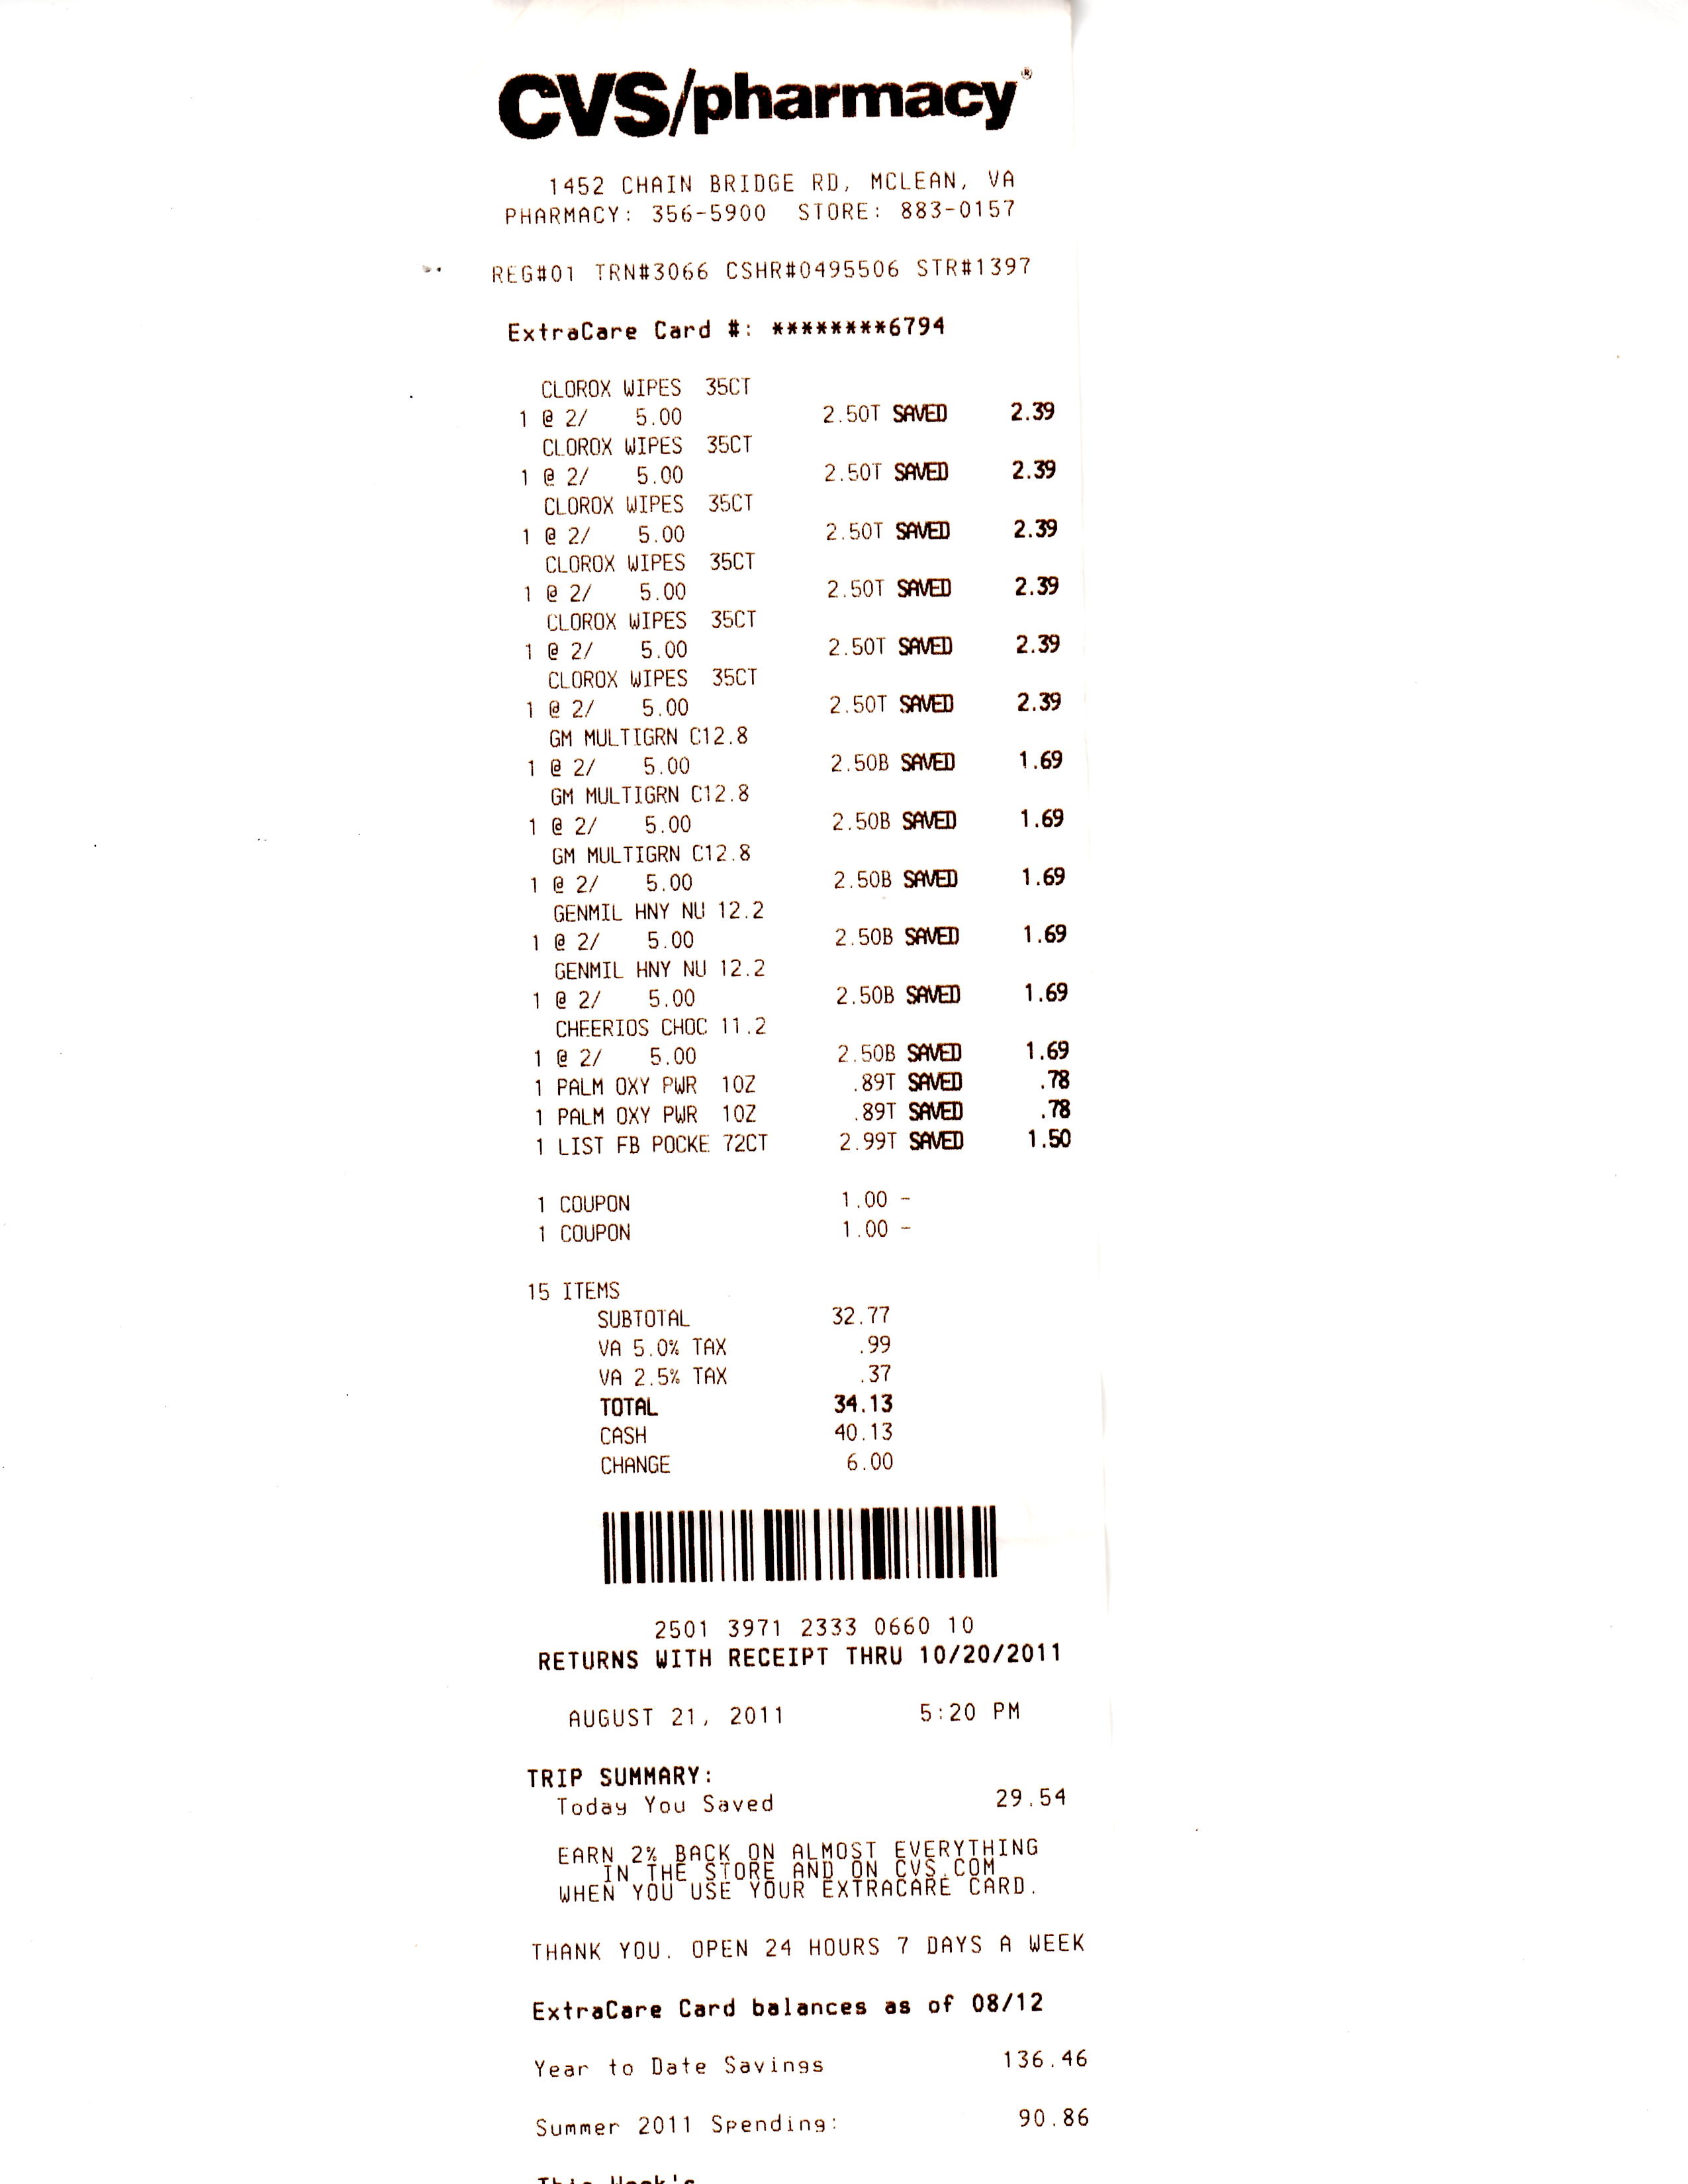 CVS/pharmacy®
1452 CHAIN BRIDGE RD, MCLEAN, VA
PHARMACY: 356-5900 STORE: 883-0157
REG#01 TRN#3066 CSHR#0495506 STR#1397
ExtraCare Card #: ********6794
CLOROX WIPES 35CT
1 @ 2/ 5.00 2.50T SAVED 2.39
CLOROX WIPES 35CT
1 @ 2/ 5.00 2.50T SAVED 2.39
CLOROX WIPES 35CT
1 @ 2/ 5.00 2.50T SAVED 2.39
CLOROX WIPES 35CT
1 @ 2/ 5.00 2.50T SAVED 2.39
CLOROX WIPES 35CT
1 @ 2/ 5.00 2.50T SAVED 2.39
CLOROX WIPES 35CT
1 @ 2/ 5.00 2.50T SAVED 2.39
GM MULTIGRN C12.8
1 @ 2/ 5.00 2.50B SAVED 1.69
GM MULTIGRN C12.8
1 @ 2/ 5.00 2.50B SAVED 1.69
GM MULTIGRN C12.8
1 @ 2/ 5.00 2.50B SAVED 1.69
GENMIL HNY NU 12.2
1 @ 2/ 5.00 2.50B SAVED 1.69
GENMIL HNY NU 12.2
1 @ 2/ 5.00 2.50B SAVED 1.69
CHEERIOS CHOC 11.2
1 @ 2/ 5.00 2.50B SAVED 1.69
1 PALM OXY PWR 10Z .89T SAVED .78
1 PALM OXY PWR 10Z .89T SAVED .78
1 LIST FB POCKE 72CT 2.99T SAVED 1.50
1 COUPON 1.00 -
1 COUPON 1.00 -
15 ITEMS
SUBTOTAL 32.77
VA 5.0% TAX .99
VA 2.5% TAX .37
TOTAL 34.13
CASH 40.13
CHANGE 6.00
2501 3971 2333 0660 10
RETURNS WITH RECEIPT THRU 10/20/2011
AUGUST 21, 2011 5:20 PM
TRIP SUMMARY:
Today You Saved 29.54
EARN 2% BACK ON ALMOST EVERYTHING
IN THE STORE AND ON CVS.COM
WHEN YOU USE YOUR EXTRACARE CARD.
THANK YOU. OPEN 24 HOURS 7 DAYS A WEEK
ExtraCare Card balances as of 08/12
Year to Date Savings 136.46
Summer 2011 Spending: 90.86
This Week's